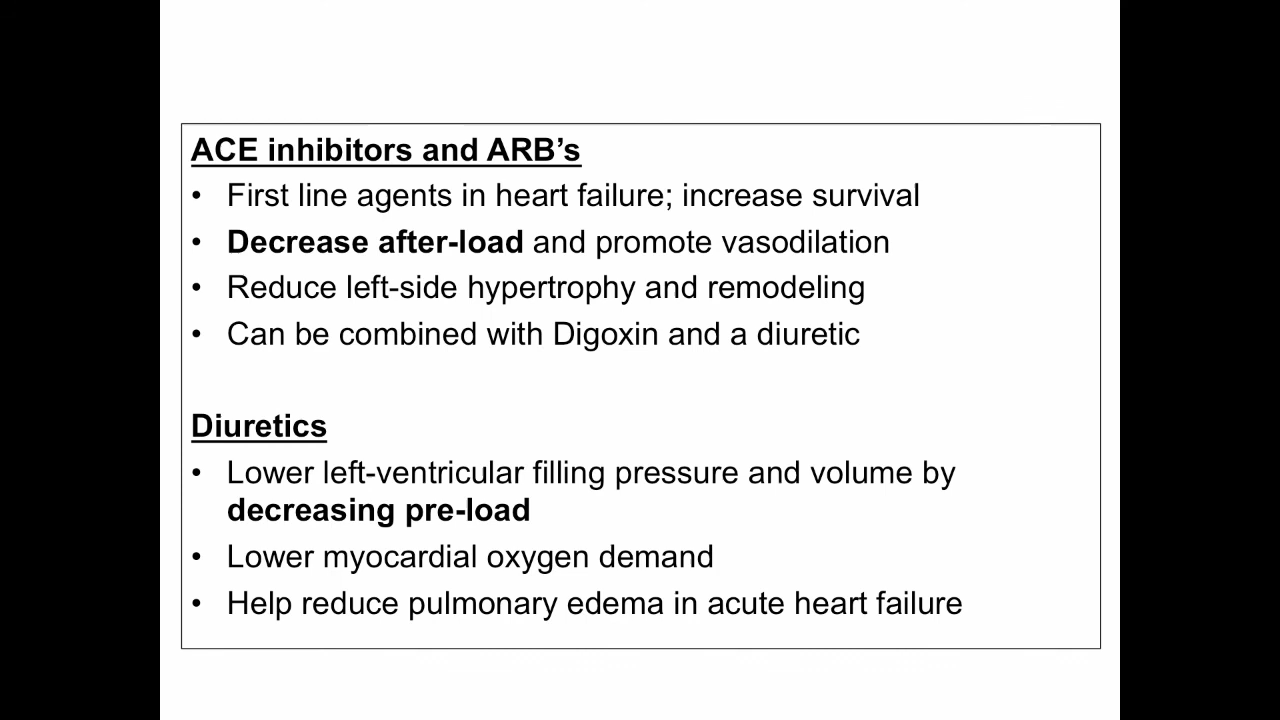 ACE inhibitors and ARB’s
• First line agents in heart failure; increase survival
• Decrease after-load and promote vasodilation
• Reduce left-side hypertrophy and remodeling
• Can be combined with Digoxin and a diuretic
Diuretics
• Lower left-ventricular filling pressure and volume by
decreasing pre-load
• Lower myocardial oxygen demand
• Help reduce pulmonary edema in acute heart failure